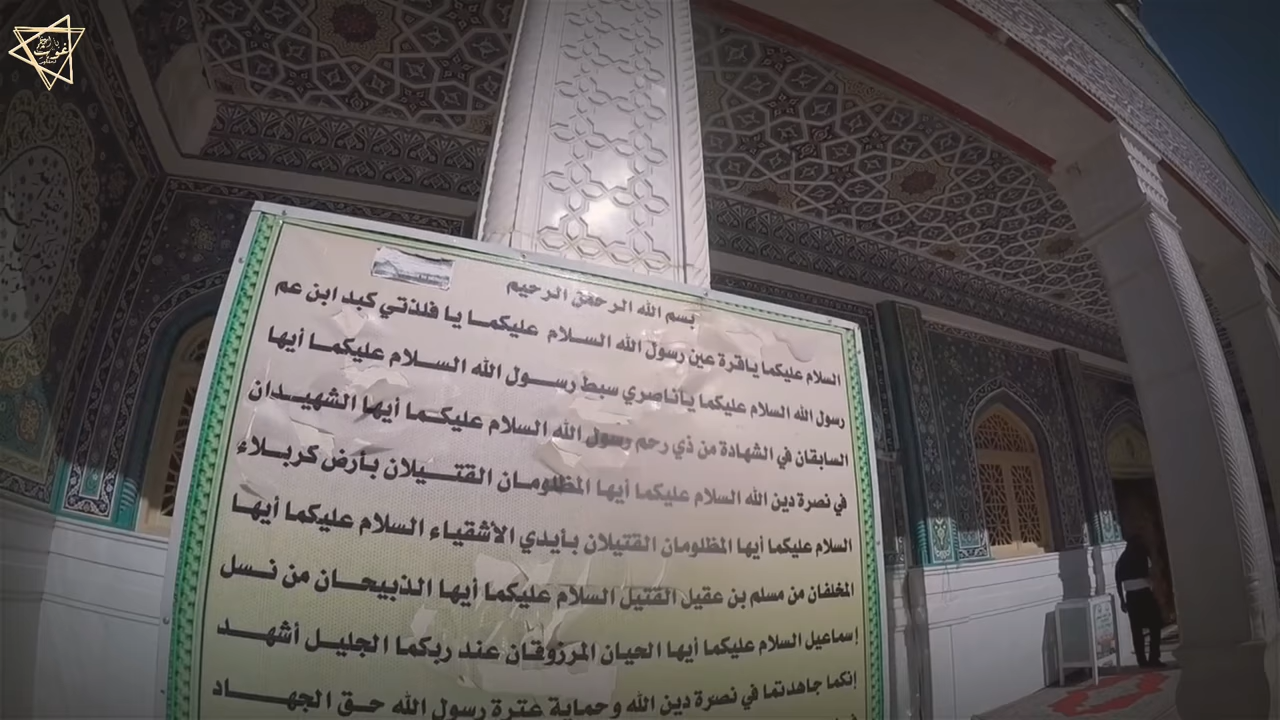 بسم الله الرحمن الرحيم
السلام عليكما ياقرة عين رسول الله السلام عليكما يا فلذتي كبد ابن عم
رسول الله السلام عليكما ياناصري سبط رسول الله السلام عليكما أيها
السابقان في الشهادة من ذي رحم رسول الله السلام عليكما أيها الشهيدان
في نصرة دين الله السلام عليكما أيها المظلومان القتيلان بأرض كربلاء
السلام عليكما أيها المظلومان القتيلان بأيدي الأشقياء السلام عليكما أيها
المخلفان من مسلم بن عقيل القتيل السلام عليكما أيها الذبيحان من نسل
إسماعيل السلام عليكما أيها الحيان المرزوقان عند ربكما الجليل أشهد
إنكما جاهدتما في نصرة دين الله وحماية عترة رسول الله حق الجهاد